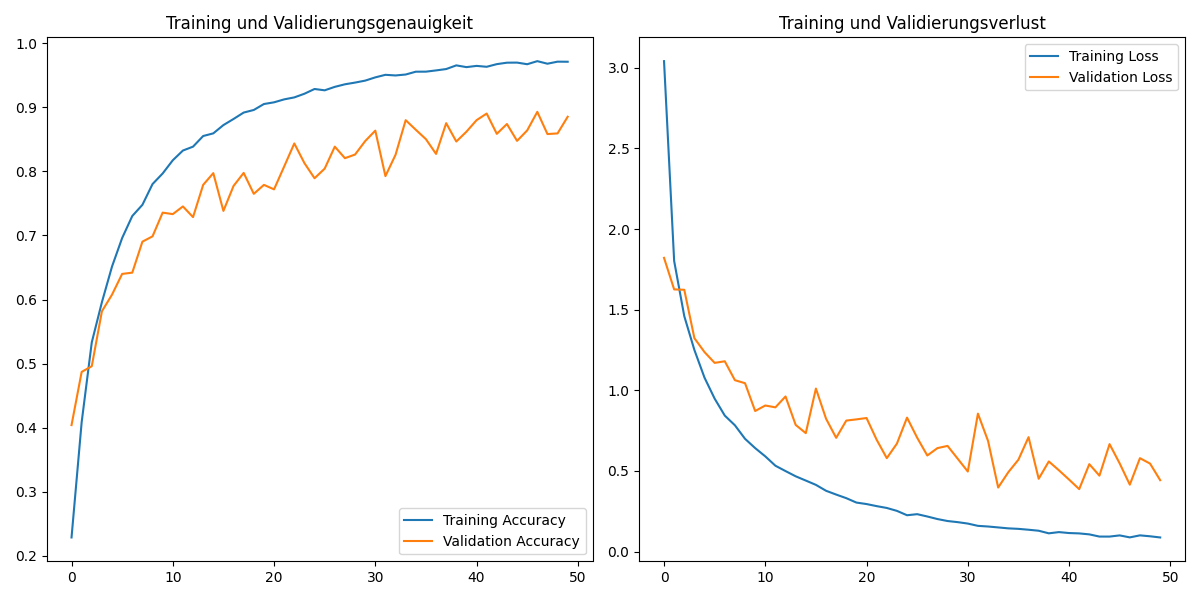 Training und Validierungsgenauigkeit
1.0
0.9
0.8
0.7
0.6
0.5
0.4
0.3
0.2
0 10 20 30 40 50
Training Accuracy
Validation Accuracy
Training und Validierungsverlust
3.0
2.5
2.0
1.5
1.0
0.5
0.0
0 10 20 30 40 50
Training Loss
Validation Loss